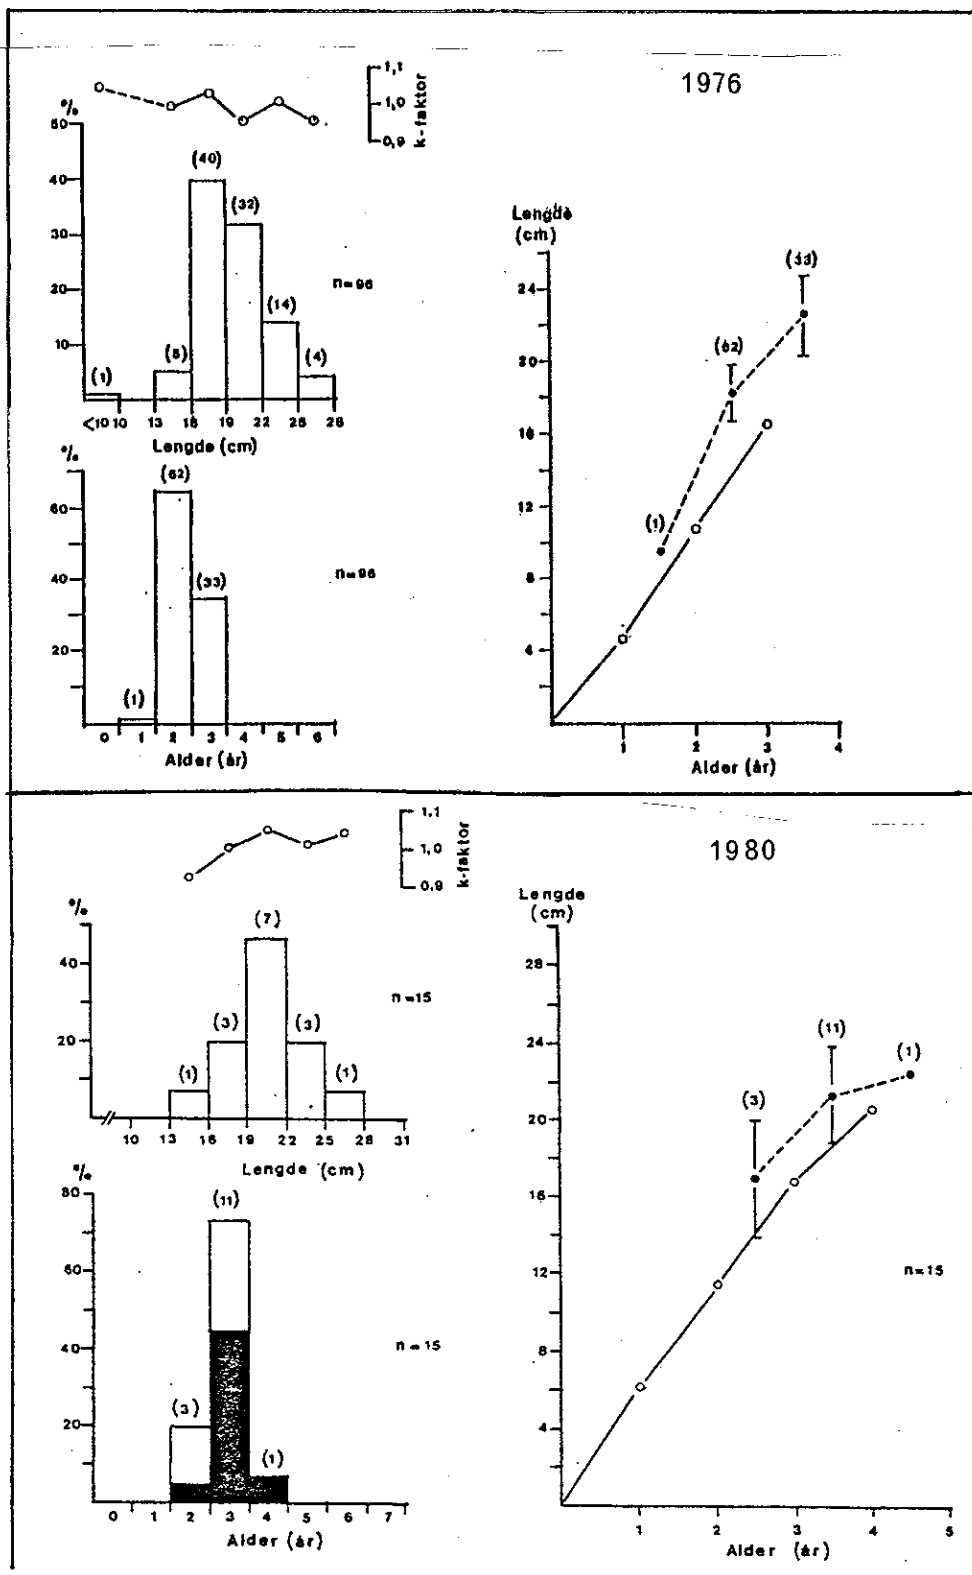 1976
1,1
1,0
0,9
k-faktor
%
50
40
30
20
10
(1)
(5)
(40)
(32)
(14)
(4)
n=96
<10 10 13 16 19 22 25 28
Lengde (cm)
%
60
40
20
(1)
(62)
(33)
n=96
0 1 2 3 4 5 6
Alder (år)
Lengde
(cm)
24
20
16
12
8
4
(1)
(62)
(33)
1 2 3 4
Alder (år)
1980
1,1
1,0
0,9
k-faktor
%
40
20
(1)
(3)
(7)
(3)
(1)
n=15
10 13 16 19 22 25 28 31
Lengde (cm)
%
80
60
40
20
(3)
(11)
(1)
n=15
0 1 2 3 4 5 6 7
Alder (år)
Lengde
(cm)
28
24
20
16
12
8
4
(3)
(11)
(1)
n=15
1 2 3 4 5
Alder (år)